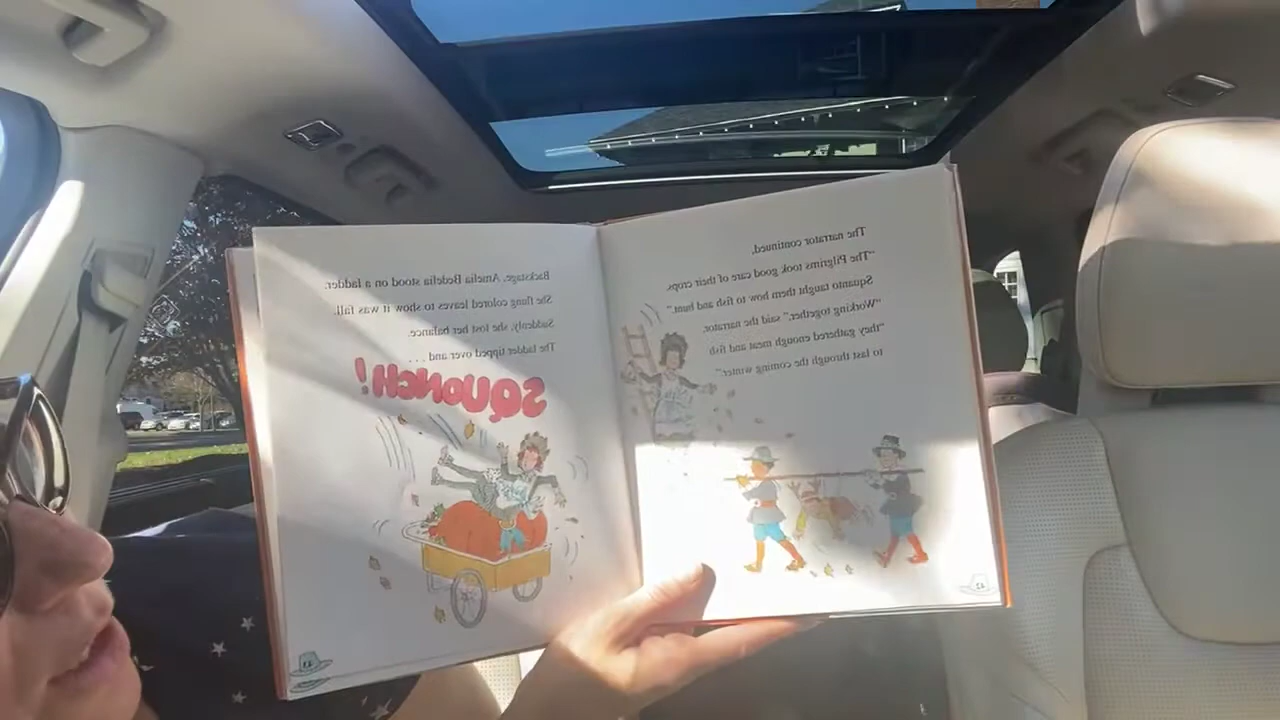 The narrator continued,
"The Pilgrims took good care of their crops.
Squanto taught them how to fish and hunt."
"Working together," said the narrator,
"they gathered enough meat and fish
to last through the coming winter."
42
Backstage, Amelia Bedelia stood on a ladder.
She flung colored leaves to show it was fall.
Suddenly, she lost her balance.
The ladder tipped over and . . .
SQUONCH!
43